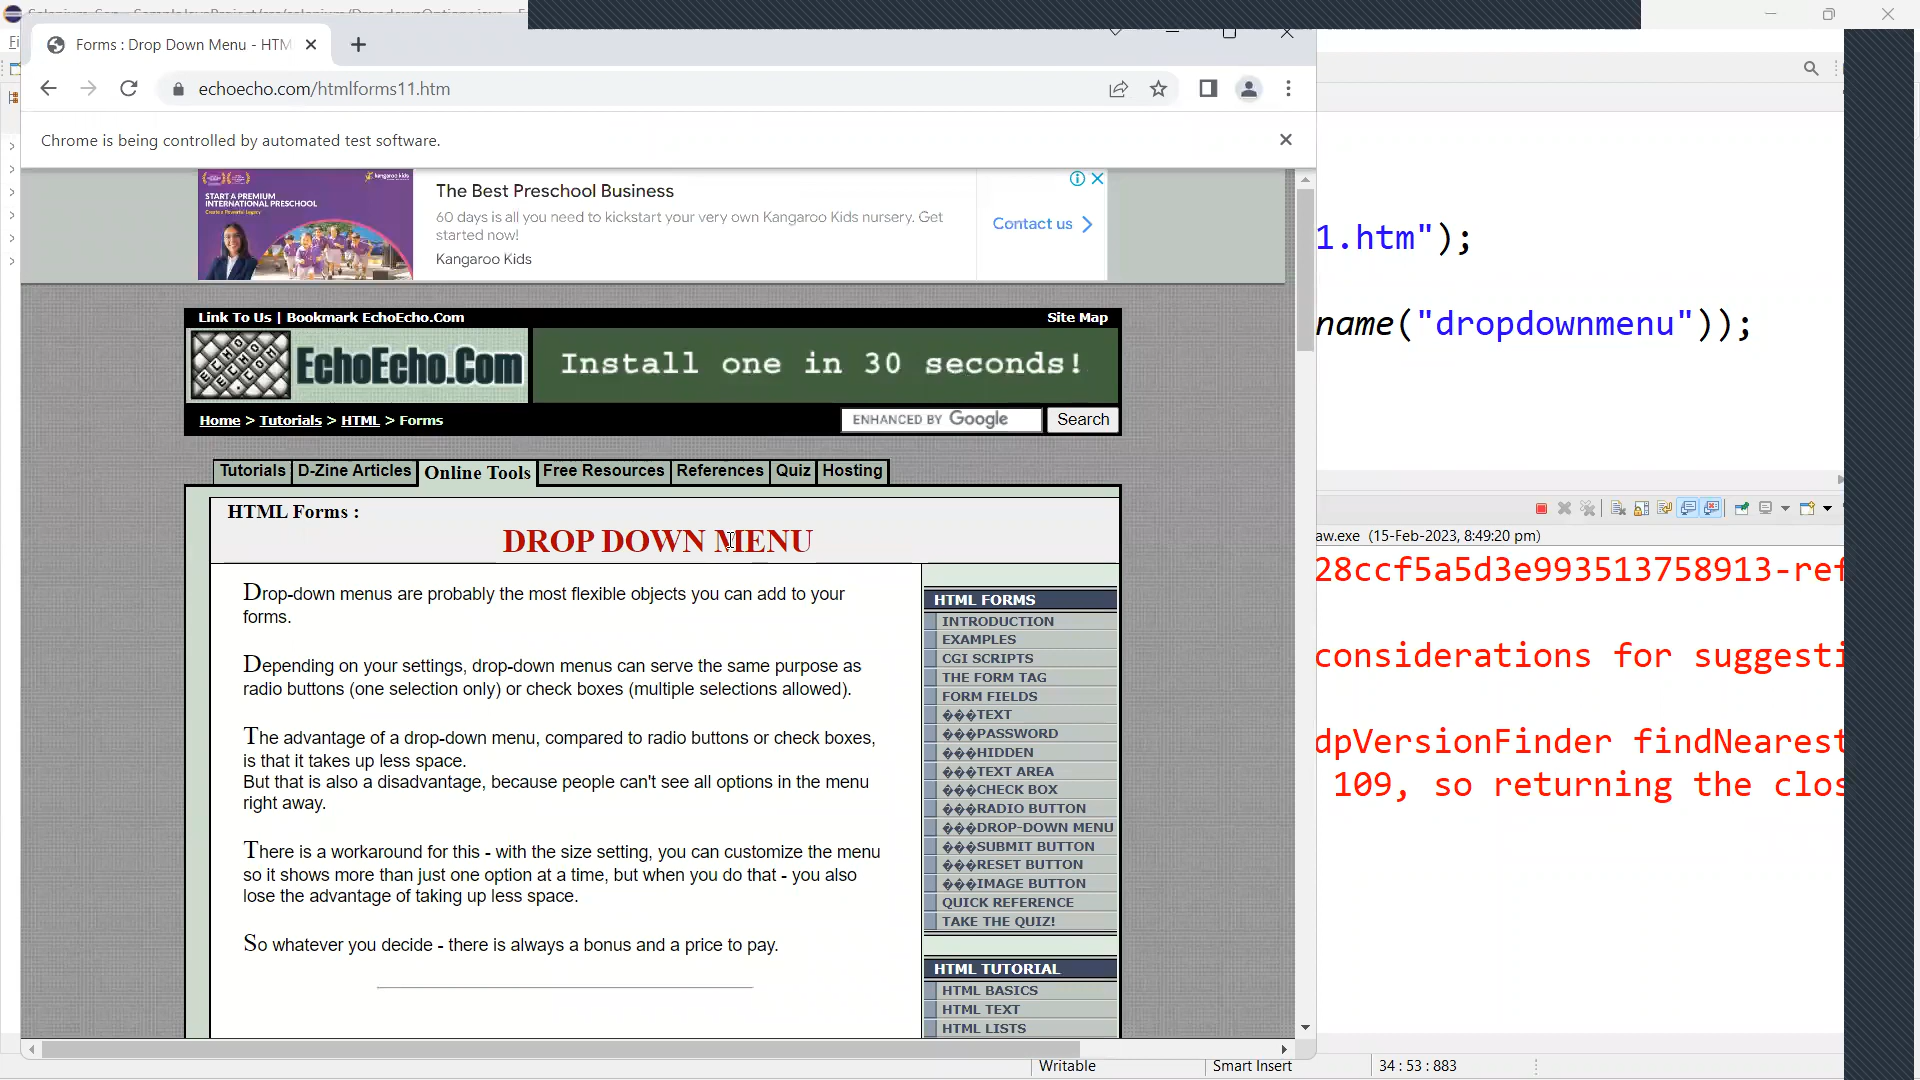 Forms : Drop Down Menu - HTM
echoecho.com/htmlforms11.htm
Chrome is being controlled by automated test software.
kangaroo kids
START A PREMIUM
INTERNATIONAL PRESCHOOL
Create a Powerful Legacy
The Best Preschool Business
60 days is all you need to kickstart your very own Kangaroo Kids nursery. Get
started now!
Kangaroo Kids
Contact us
Link To Us | Bookmark EchoEcho.Com
Site Map
ECHO ECHO .COM
EchoEcho.Com
Install one in 30 seconds!
Home > Tutorials > HTML > Forms
ENHANCED BY Google
Search
Tutorials
D-Zine Articles
Online Tools
Free Resources
References
Quiz
Hosting
HTML Forms :
DROP DOWN MENU
Drop-down menus are probably the most flexible objects you can add to your
forms.
Depending on your settings, drop-down menus can serve the same purpose as
radio buttons (one selection only) or check boxes (multiple selections allowed).
The advantage of a drop-down menu, compared to radio buttons or check boxes,
is that it takes up less space.
But that is also a disadvantage, because people can't see all options in the menu
right away.
There is a workaround for this - with the size setting, you can customize the menu
so it shows more than just one option at a time, but when you do that - you also
lose the advantage of taking up less space.
So whatever you decide - there is always a bonus and a price to pay.
HTML FORMS
INTRODUCTION
EXAMPLES
CGI SCRIPTS
THE FORM TAG
FORM FIELDS
���TEXT
���PASSWORD
���HIDDEN
���TEXT AREA
���CHECK BOX
���RADIO BUTTON
���DROP-DOWN MENU
���SUBMIT BUTTON
���RESET BUTTON
���IMAGE BUTTON
QUICK REFERENCE
TAKE THE QUIZ!
HTML TUTORIAL
HTML BASICS
HTML TEXT
HTML LISTS
1.htm");
name("dropdownmenu"));
aw.exe (15-Feb-2023, 8:49:20 pm)
28ccf5a5d3e993513758913-ref
considerations for suggesti
dpVersionFinder findNearest
109, so returning the clos
Writable
Smart Insert
34 : 53 : 883